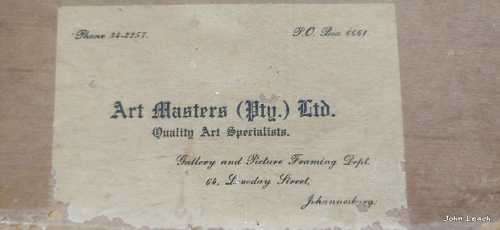 Phone 34-2257.
P.O. Box 6661
Art Masters (Pty.) Ltd.
Quality Art Specialists.
Gallery and Picture Framing Dept.
64, Street,
Johannesburg.
John Leach